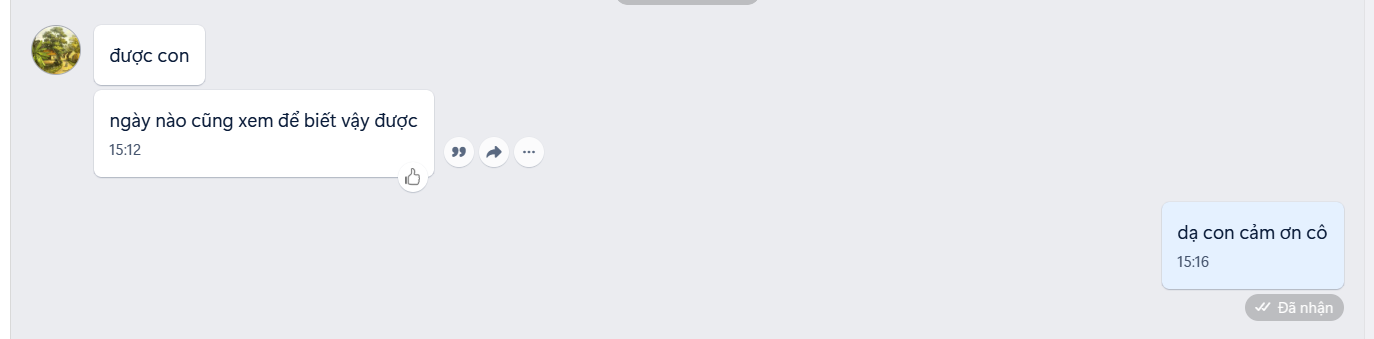 được con
ngày nào cũng xem để biết vậy được
15:12
dạ con cảm ơn cô
15:16
Đã nhận